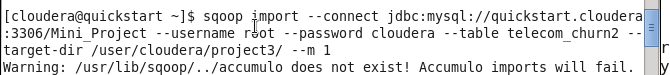 [cloudera@quickstart ~]$ sqoop import --connect jdbc:mysql://quickstart.cloudera
:3306/Mini_Project --username root --password cloudera --table telecom_churn2 --
target-dir /user/cloudera/project3/ --m 1
Warning: /usr/lib/sqoop/../accumulo does not exist! Accumulo imports will fail.